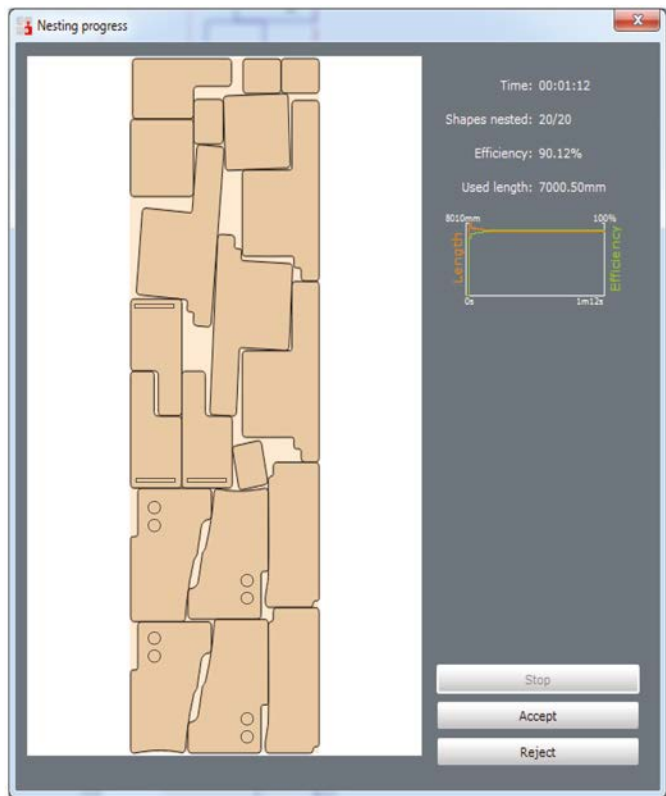 Nesting progress
Time: 00:01:12
Shapes nested: 20/20
Efficiency: 90.12%
Used length: 7000.50mm
8010mm 100%
Length
Efficiency
0s 1m12s
Stop
Accept
Reject